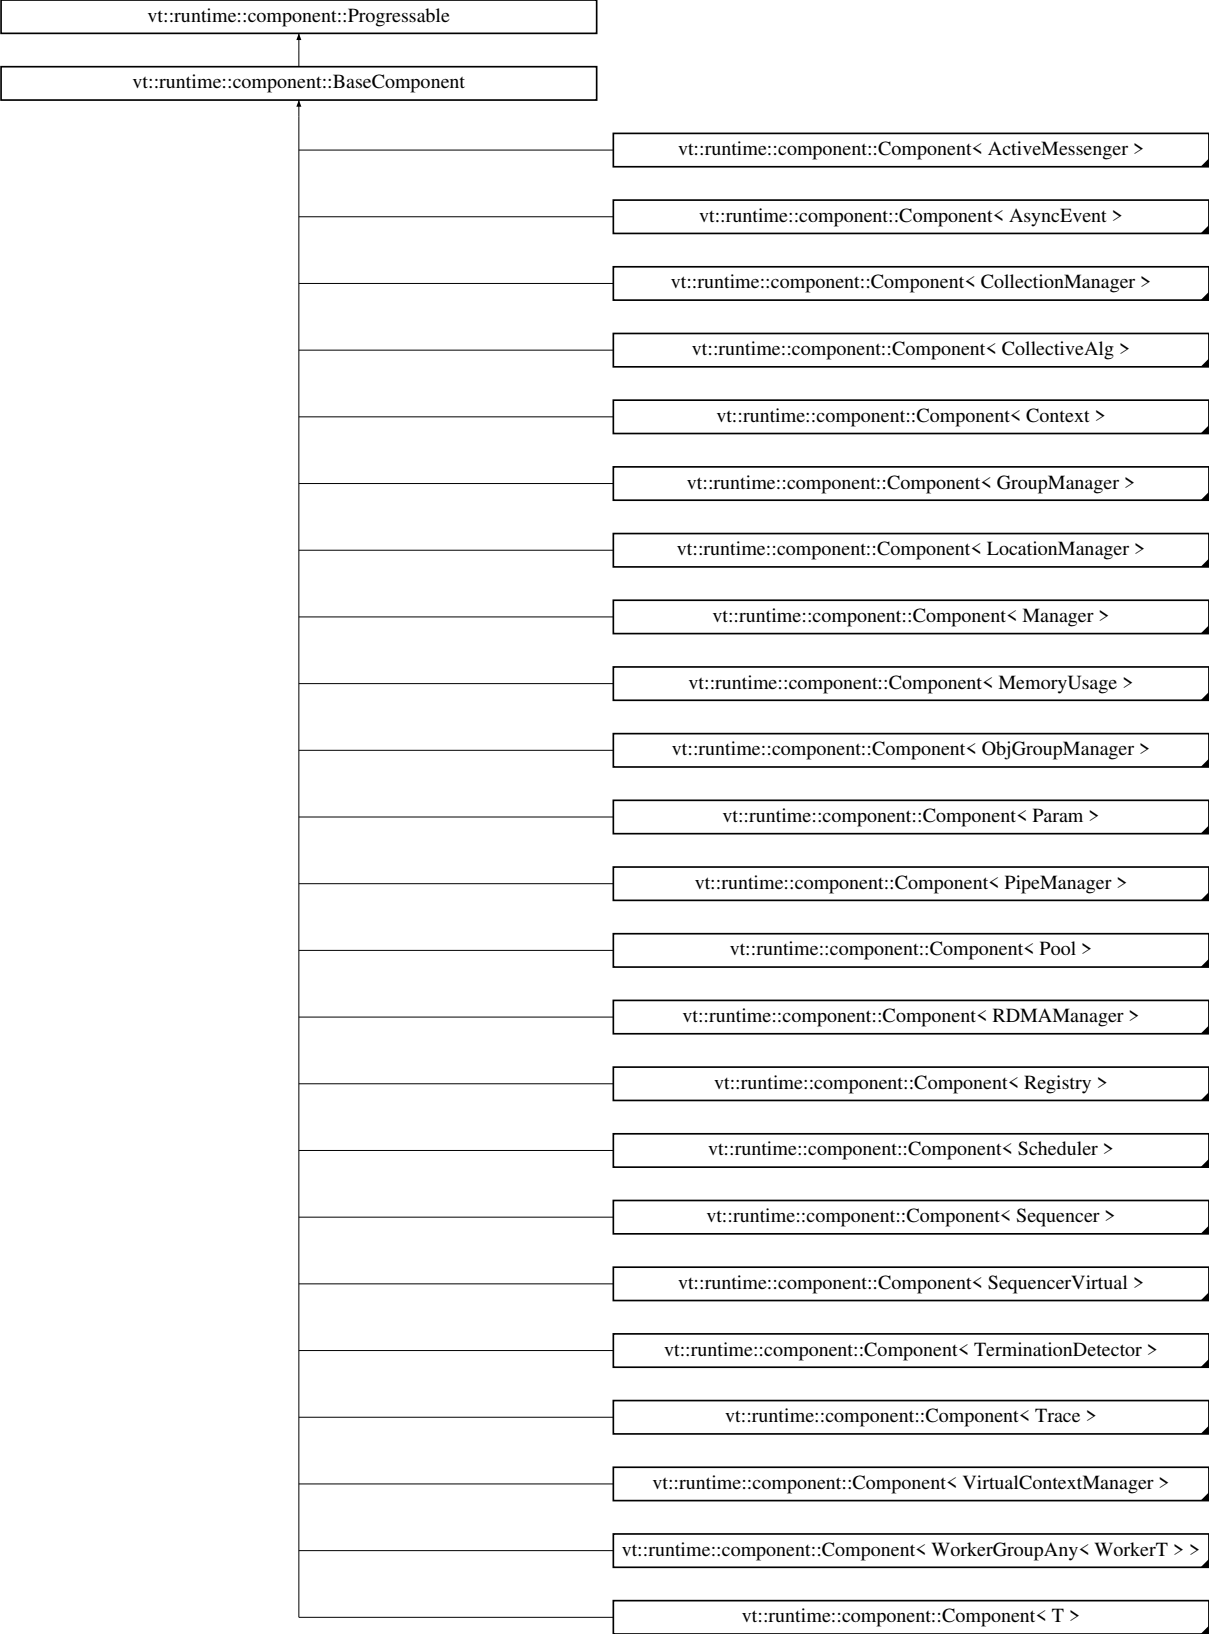 vt::runtime::component::Progressable
vt::runtime::component::BaseComponent
vt::runtime::component::Component< ActiveMessenger >
vt::runtime::component::Component< AsyncEvent >
vt::runtime::component::Component< CollectionManager >
vt::runtime::component::Component< CollectiveAlg >
vt::runtime::component::Component< Context >
vt::runtime::component::Component< GroupManager >
vt::runtime::component::Component< LocationManager >
vt::runtime::component::Component< Manager >
vt::runtime::component::Component< MemoryUsage >
vt::runtime::component::Component< ObjGroupManager >
vt::runtime::component::Component< Param >
vt::runtime::component::Component< PipeManager >
vt::runtime::component::Component< Pool >
vt::runtime::component::Component< RDMAManager >
vt::runtime::component::Component< Registry >
vt::runtime::component::Component< Scheduler >
vt::runtime::component::Component< Sequencer >
vt::runtime::component::Component< SequencerVirtual >
vt::runtime::component::Component< TerminationDetector >
vt::runtime::component::Component< Trace >
vt::runtime::component::Component< VirtualContextManager >
vt::runtime::component::Component< WorkerGroupAny< WorkerT > >
vt::runtime::component::Component< T >